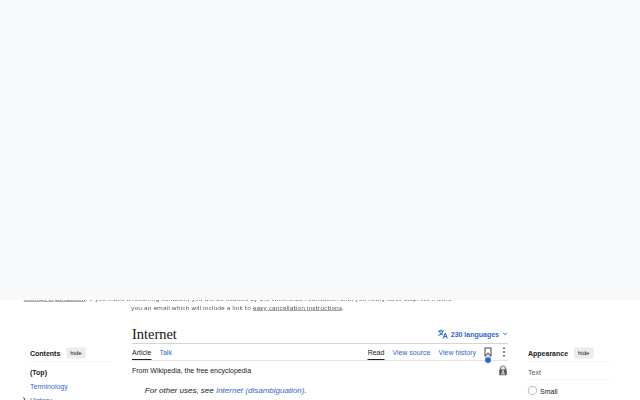 you an email which will include a link to easy cancellation instructions.
Internet
230 languages
Contents hide
Article Talk
Read View source View history
Appearance hide
(Top)
From Wikipedia, the free encyclopedia
Text
Terminology
For other uses, see Internet (disambiguation).
Small